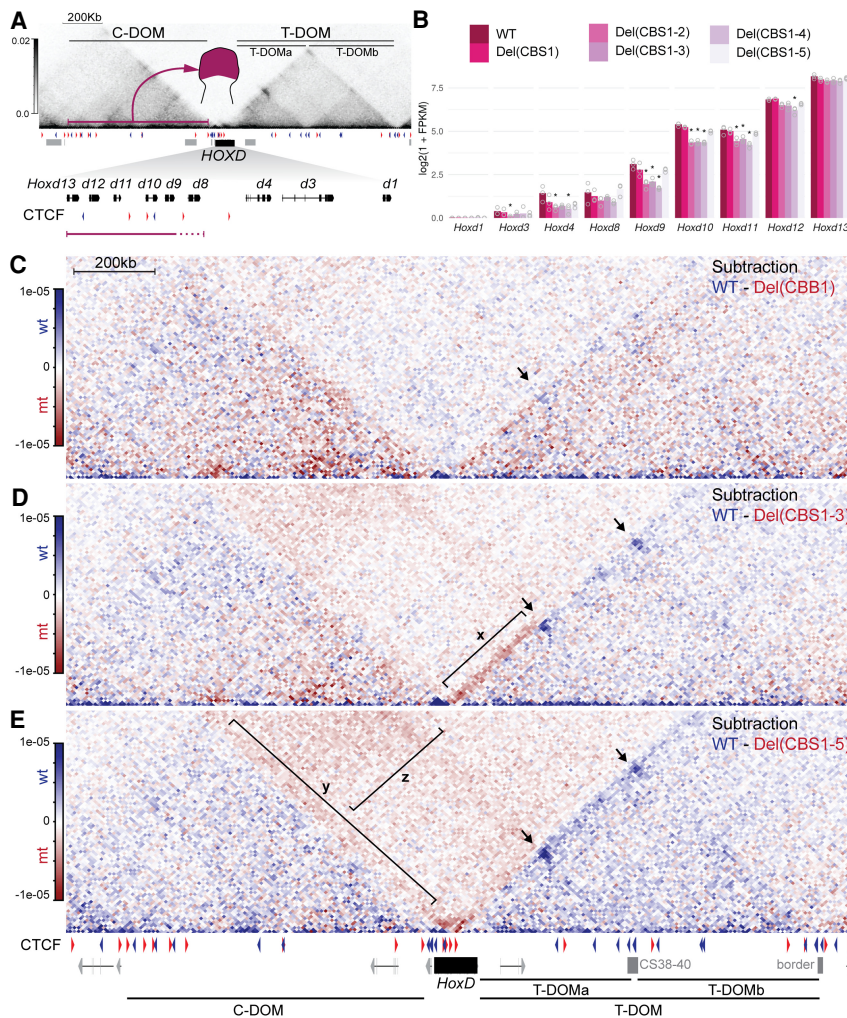 A
200Kb
C-DOM
T-DOM
T-DOMa
T-DOMb
0.02
0.0
HOXD
Hoxd13 d12 d11 d10 d9 d8 d4 d3 d1
CTCF
B
WT
Del(CBS1)
Del(CBS1-2)
Del(CBS1-3)
Del(CBS1-4)
Del(CBS1-5)
log2(1 + FPKM)
7.5
5.0
2.5
0.0
Hoxd1 Hoxd3 Hoxd4 Hoxd8 Hoxd9 Hoxd10 Hoxd11 Hoxd12 Hoxd13
C
200kb
1e-05
wt
0
mt
-1e-05
Subtraction
WT - Del(CBB1)
D
1e-05
wt
0
mt
-1e-05
Subtraction
WT - Del(CBS1-3)
x
E
1e-05
wt
0
mt
-1e-05
Subtraction
WT - Del(CBS1-5)
y
z
CTCF
HoxD
CS38-40
border
T-DOMa
T-DOMb
C-DOM
T-DOM